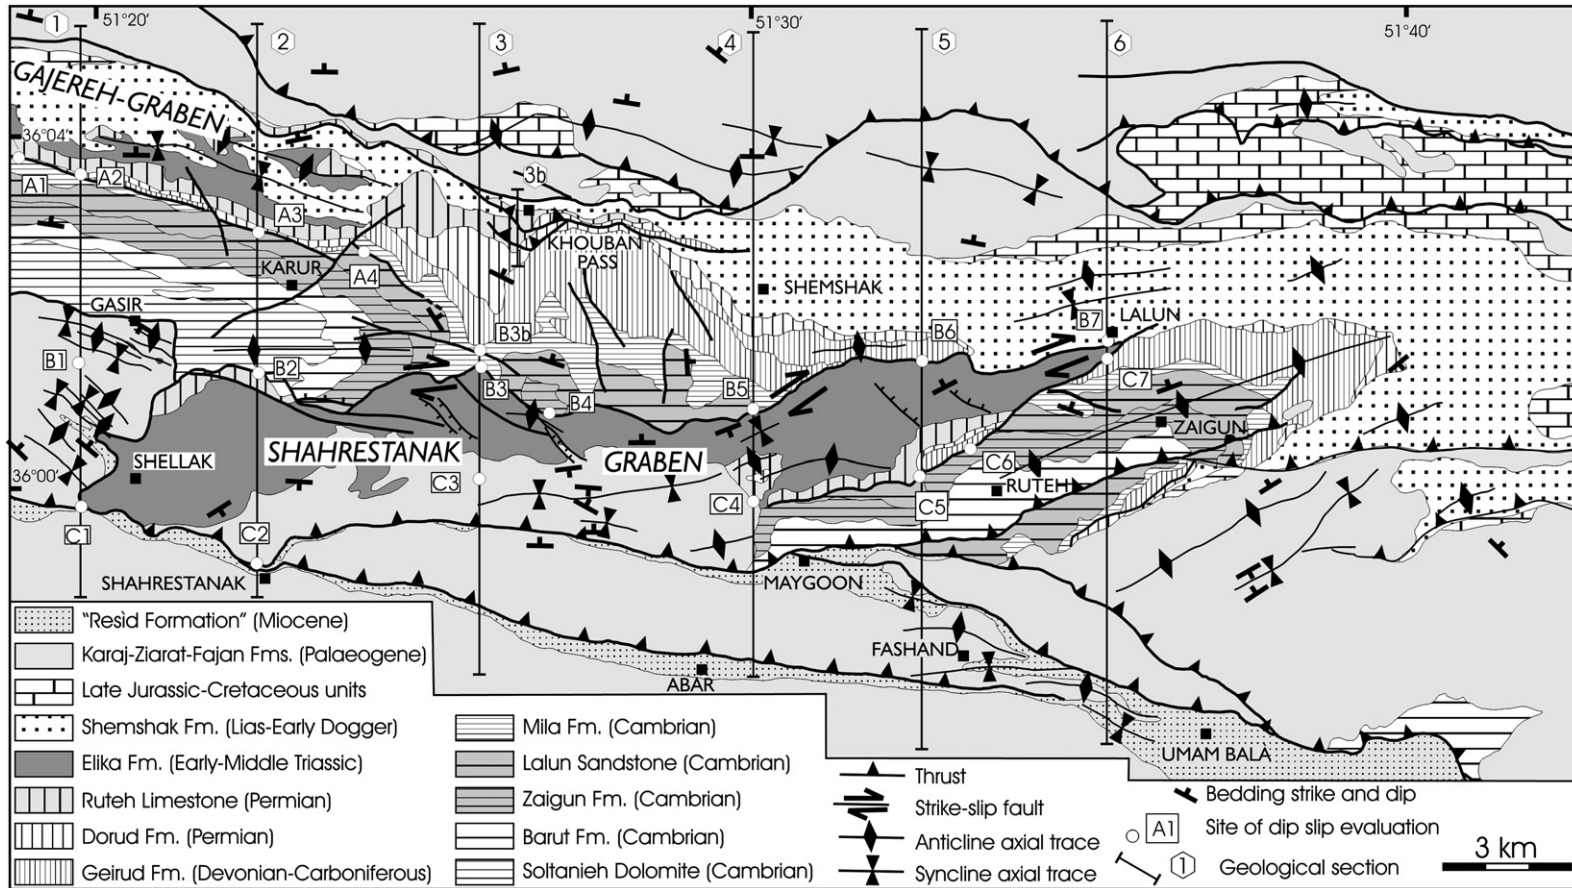 51°20'
51°30'
51°40'
1
2
3
4
5
6
GAJEREH-GRABEN
36°04'
A1
A2
3b
A3
KHOUBAN
PASS
A4
KARUR
SHEMSHAK
GASIR
B3b
B6
B7
LALUN
B1
B2
B3
B4
B5
C7
ZAIGUN
SHAHRESTANAK
GRABEN
SHELLAK
36°00'
C3
C4
C5
C6
RUTEH
C1
C2
SHAHRESTANAK
MAYGOON
FASHAND
ABAR
UMAM BALÀ
"Resìd Formation" (Miocene)
Karaj-Ziarat-Fajan Fms. (Palaeogene)
Late Jurassic-Cretaceous units
Shemshak Fm. (Lias-Early Dogger)
Elika Fm. (Early-Middle Triassic)
Ruteh Limestone (Permian)
Dorud Fm. (Permian)
Geirud Fm. (Devonian-Carboniferous)
Mila Fm. (Cambrian)
Lalun Sandstone (Cambrian)
Zaigun Fm. (Cambrian)
Barut Fm. (Cambrian)
Soltanieh Dolomite (Cambrian)
Thrust
Strike-slip fault
Anticline axial trace
Syncline axial trace
Bedding strike and dip
A1 Site of dip slip evaluation
1 Geological section
3 km